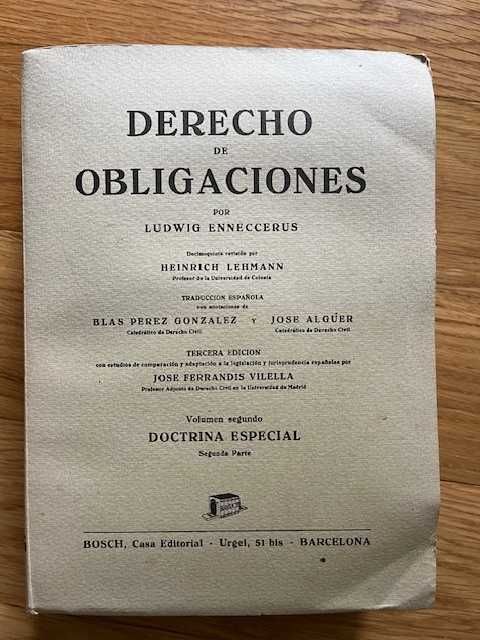 DERECHO
DE
OBLIGACIONES
POR
LUDWIG ENNECCERUS
Decimoquinta revisión por
HEINRICH LEHMANN
Profesor de la Universidad de Colonia
TRADUCCION ESPAÑOLA
con anotaciones de
BLAS PEREZ GONZALEZ Y JOSE ALGUER
Catedrático de Derecho Civil Catedrático de Derecho Civil
TERCERA EDICION
con estudios de comparación y adaptación a la legislación y jurisprudencia españolas por
JOSE FERRANDIS VILELLA
Profesor Adjunto de Derecho Civil en la Universidad de Madrid
Volumen segundo
DOCTRINA ESPECIAL
Segunda Parte
BOSCH, Casa Editorial - Urgel, 51 bis - BARCELONA